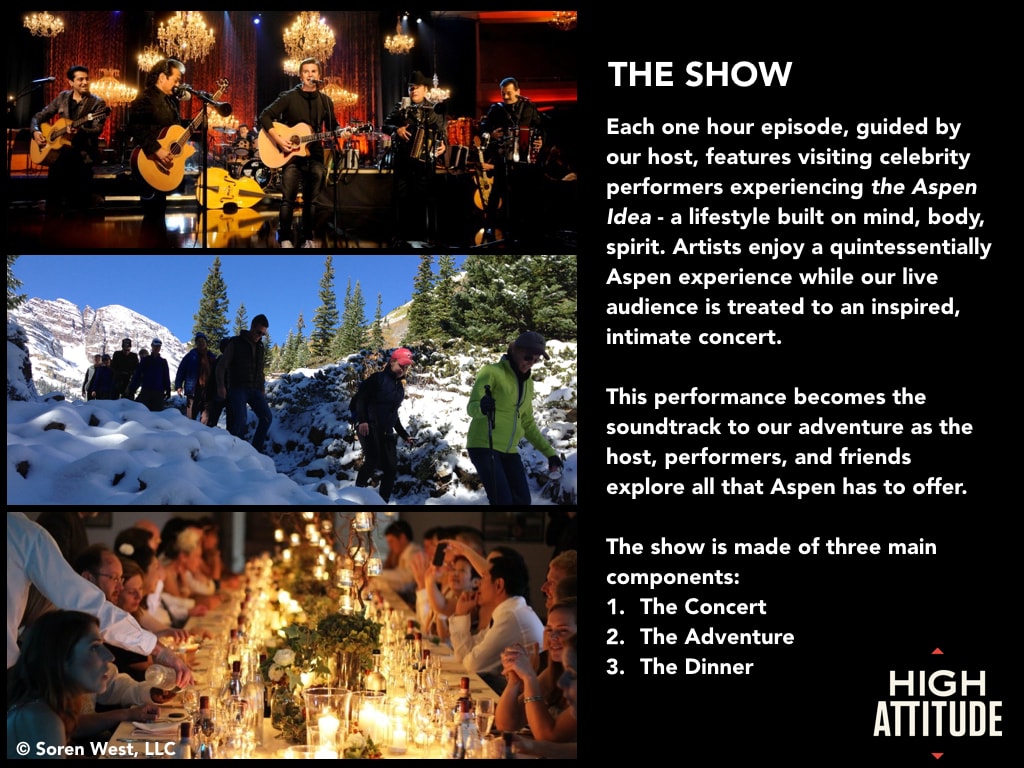 THE SHOW
Each one hour episode, guided by
our host, features visiting celebrity
performers experiencing the Aspen
Idea - a lifestyle built on mind, body,
spirit. Artists enjoy a quintessentially
Aspen experience while our live
audience is treated to an inspired,
intimate concert.
This performance becomes the
soundtrack to our adventure as the
host, performers, and friends
explore all that Aspen has to offer.
The show is made of three main
components:
1. The Concert
2. The Adventure
3. The Dinner
HIGH
ATTITUDE
© Soren West, LLC